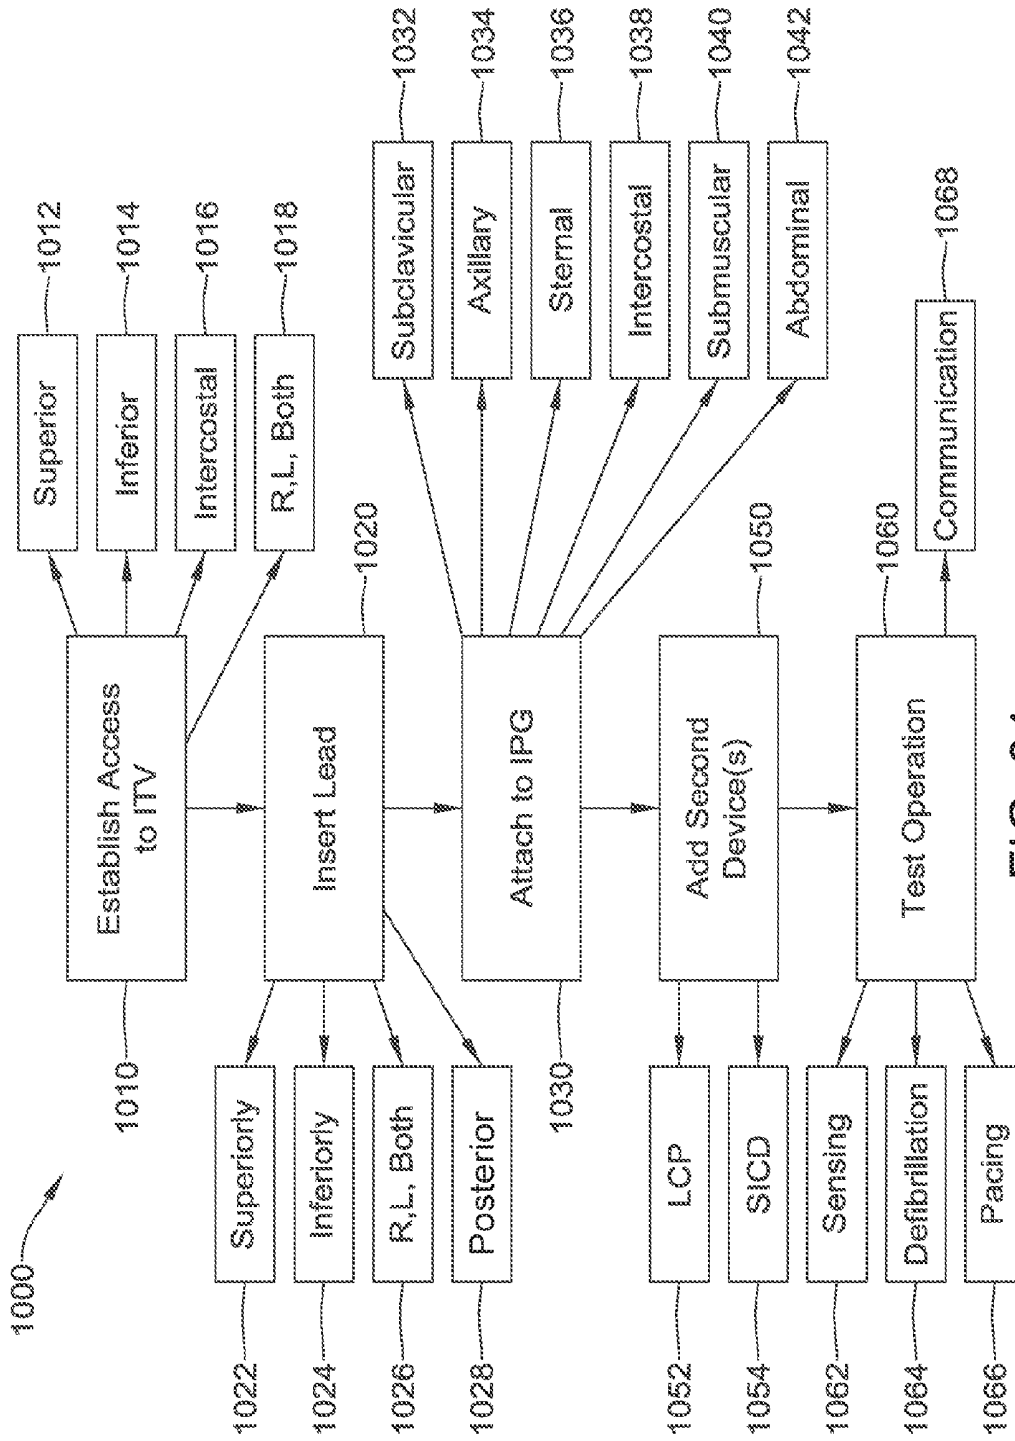 1000
1010
Establish Access
to ITV
Superior
1012
Inferior
1014
Intercostal
1016
R,L, Both
1018
1020
Insert Lead
Superiorly
1022
Inferiorly
1024
R,L, Both
1026
Posterior
1028
1030
Attach to IPG
Subclavicular
1032
Axillary
1034
Sternal
1036
Intercostal
1038
Submuscular
1040
Abdominal
1042
1050
Add Second
Device(s)
LCP
1052
SICD
1054
1060
Test Operation
Sensing
1062
Defibrillation
1064
Pacing
1066
Communication
1068